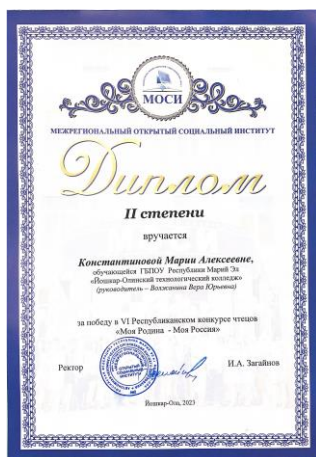 МОСИ
МЕЖРЕГИОНАЛЬНЫЙ ОТКРЫТЫЙ СОЦИАЛЬНЫЙ ИНСТИТУТ
Диплом
II степени
вручается
Константиновой Марии Алексеевне,
обучающейся ГБПОУ Республики Марий Эл
«Йошкар-Олинский технологический колледж»
(руководитель – Волжанина Вера Юрьевна)
за победу в VI Республиканском конкурсе чтецов
«Моя Родина - Моя Россия»
Ректор И.А. Загайнов
Йошкар-Ола, 2023